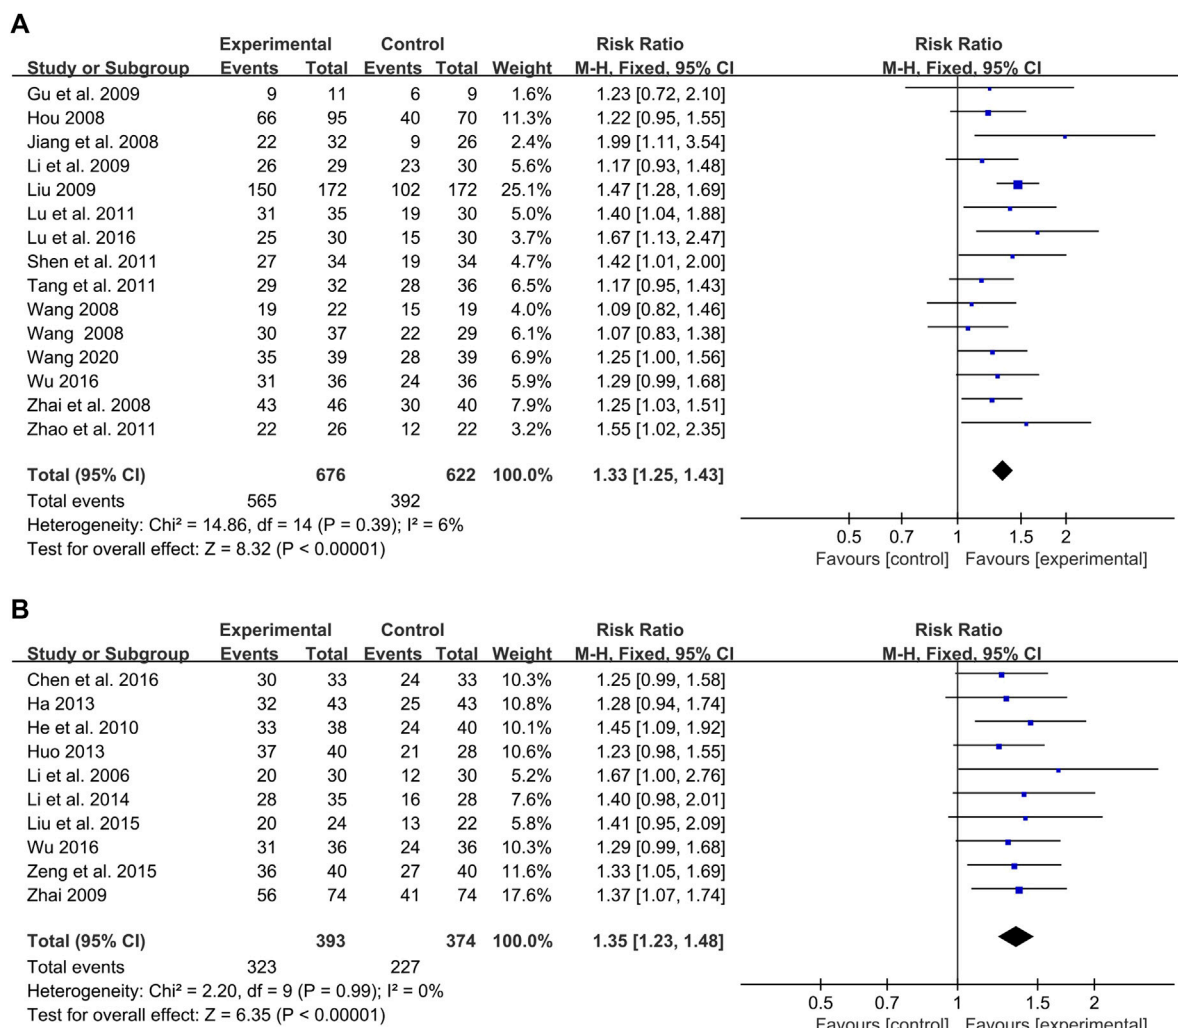 A
Experimental Control Risk Ratio Risk Ratio
Study or Subgroup Events Total Events Total Weight M-H, Fixed, 95% CI M-H, Fixed, 95% CI
Gu et al. 2009 9 11 6 9 1.6% 1.23 [0.72, 2.10]
Hou 2008 66 95 40 70 11.3% 1.22 [0.95, 1.55]
Jiang et al. 2008 22 32 9 26 2.4% 1.99 [1.11, 3.54]
Li et al. 2009 26 29 23 30 5.6% 1.17 [0.93, 1.48]
Liu 2009 150 172 102 172 25.1% 1.47 [1.28, 1.69]
Lu et al. 2011 31 35 19 30 5.0% 1.40 [1.04, 1.88]
Lu et al. 2016 25 30 15 30 3.7% 1.67 [1.13, 2.47]
Shen et al. 2011 27 34 19 34 4.7% 1.42 [1.01, 2.00]
Tang et al. 2011 29 32 28 36 6.5% 1.17 [0.95, 1.43]
Wang 2008 19 22 15 19 4.0% 1.09 [0.82, 1.46]
Wang 2008 30 37 22 29 6.1% 1.07 [0.83, 1.38]
Wang 2020 35 39 28 39 6.9% 1.25 [1.00, 1.56]
Wu 2016 31 36 24 36 5.9% 1.29 [0.99, 1.68]
Zhai et al. 2008 43 46 30 40 7.9% 1.25 [1.03, 1.51]
Zhao et al. 2011 22 26 12 22 3.2% 1.55 [1.02, 2.35]
Total (95% CI) 676 622 100.0% 1.33 [1.25, 1.43]
Total events 565 392
Heterogeneity: Chi² = 14.86, df = 14 (P = 0.39); I² = 6%
Test for overall effect: Z = 8.32 (P < 0.00001)
0.5 0.7 1 1.5 2
Favours [control] Favours [experimental]
B
Experimental Control Risk Ratio Risk Ratio
Study or Subgroup Events Total Events Total Weight M-H, Fixed, 95% CI M-H, Fixed, 95% CI
Chen et al. 2016 30 33 24 33 10.3% 1.25 [0.99, 1.58]
Ha 2013 32 43 25 43 10.8% 1.28 [0.94, 1.74]
He et al. 2010 33 38 24 40 10.1% 1.45 [1.09, 1.92]
Huo 2013 37 40 21 28 10.6% 1.23 [0.98, 1.55]
Li et al. 2006 20 30 12 30 5.2% 1.67 [1.00, 2.76]
Li et al. 2014 28 35 16 28 7.6% 1.40 [0.98, 2.01]
Liu et al. 2015 20 24 13 22 5.8% 1.41 [0.95, 2.09]
Wu 2016 31 36 24 36 10.3% 1.29 [0.99, 1.68]
Zeng et al. 2015 36 40 27 40 11.6% 1.33 [1.05, 1.69]
Zhai 2009 56 74 41 74 17.6% 1.37 [1.07, 1.74]
Total (95% CI) 393 374 100.0% 1.35 [1.23, 1.48]
Total events 323 227
Heterogeneity: Chi² = 2.20, df = 9 (P = 0.99); I² = 0%
Test for overall effect: Z = 6.35 (P < 0.00001)
0.5 0.7 1 1.5 2
Favours [control] Favours [experimental]